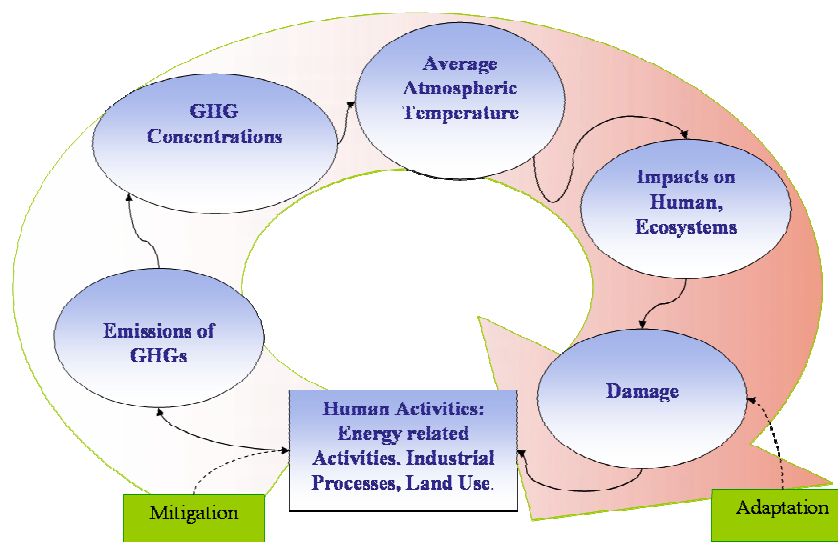 GHG
Concentrations
Average
Atmospheric
Temperature
Impacts on
Human,
Ecosystems
Emissions of
GHGs
Damage
Human Activities:
Energy related
Activities. Industrial
Processes, Land Use.
Mitigation
Adaptation